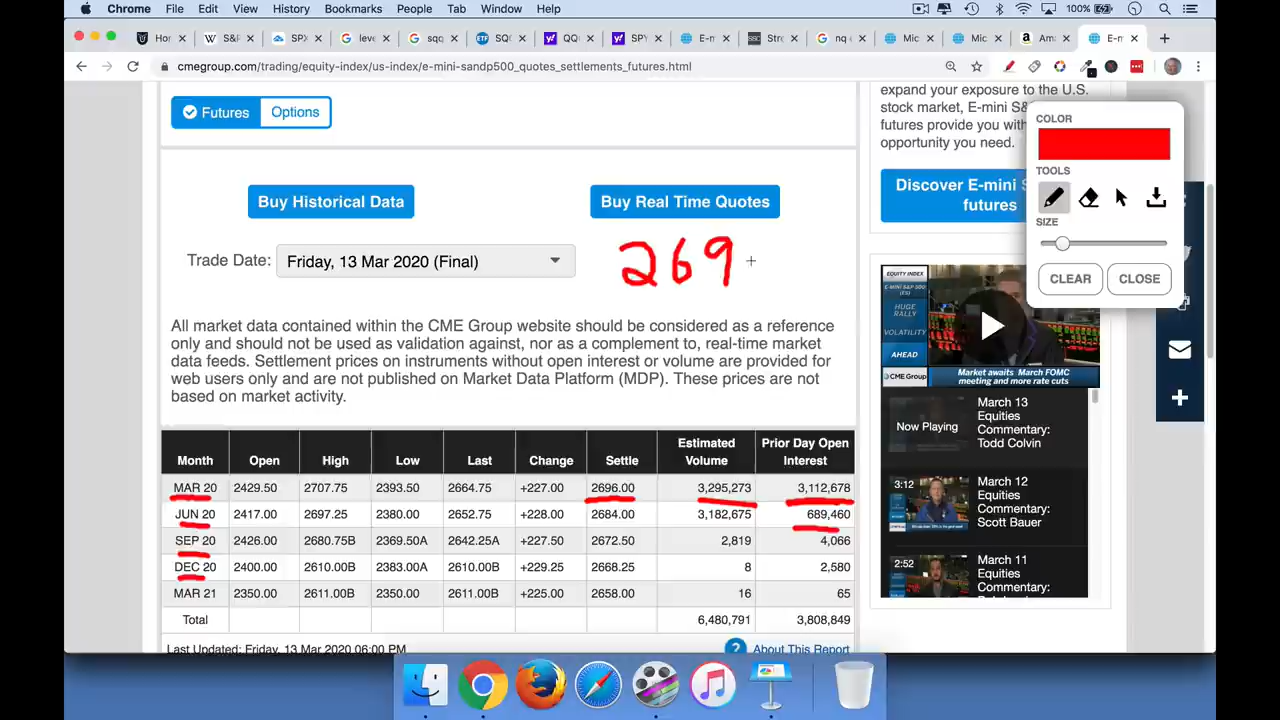 Chrome File Edit View History Bookmarks People Tab Window Help 100%
Hor S&P SPX leve sqq SQQ QQQ SPY E-m Stre nq e Mic Mic Ama E-m
cmegroup.com/trading/equity-index/us-index/e-mini-sandp500_quotes_settlements_futures.html
Futures Options
Buy Historical Data Buy Real Time Quotes
Trade Date: Friday, 13 Mar 2020 (Final)
269
All market data contained within the CME Group website should be considered as a reference
only and should not be used as validation against, nor as a complement to, real-time market
data feeds. Settlement prices on instruments without open interest or volume are provided for
web users only and are not published on Market Data Platform (MDP). These prices are not
based on market activity.
Month Open High Low Last Change Settle Estimated Volume Prior Day Open Interest
MAR 20 2429.50 2707.75 2393.50 2664.75 +227.00 2696.00 3,295,273 3,112,678
JUN 20 2417.00 2697.25 2380.00 2652.75 +228.00 2684.00 3,182,675 689,460
SEP 20 2426.00 2680.75B 2369.50A 2642.25A +227.50 2672.50 2,819 4,066
DEC 20 2400.00 2610.00B 2383.00A 2610.00B +229.25 2668.25 8 2,580
MAR 21 2350.00 2611.00B 2350.00 2611.00B +225.00 2658.00 16 65
Total 6,480,791 3,808,849
Last Updated: Friday, 13 Mar 2020 06:00 PM
? About This Report
expand your exposure to the U.S.
stock market, E-mini S&
futures provide you with
opportunity you need.
Discover E-mini S
futures
COLOR
TOOLS
SIZE
CLEAR CLOSE
EQUITY INDEX
E-MINI S&P 500
(ES)
HUGE
RALLY
VOLATILITY
AHEAD
CME Group
Market awaits March FOMC
meeting and more rate cuts
Now Playing
March 13
Equities
Commentary:
Todd Colvin
3:12
March 12
Equities
Commentary:
Scott Bauer
2:52
March 11
Equities
Commentary: